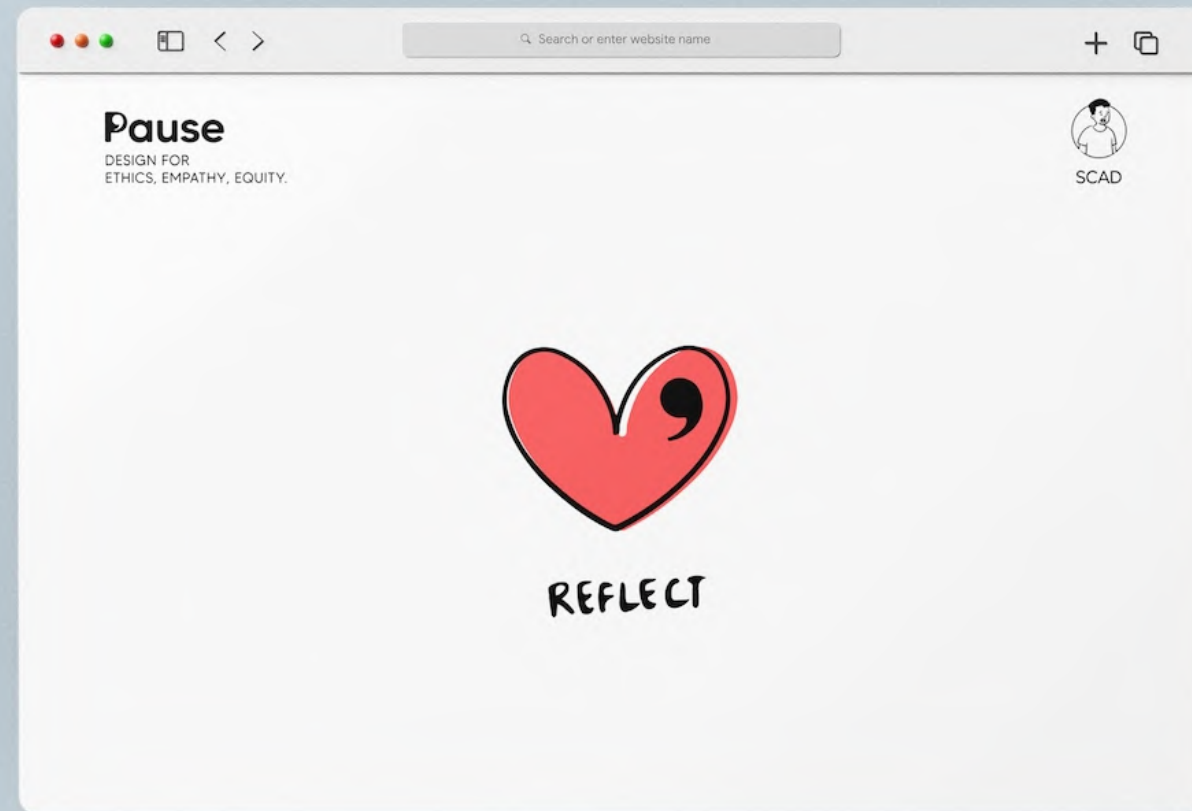 Search or enter website name
Pause
DESIGN FOR
ETHICS, EMPATHY, EQUITY.
SCAD
,
REFLECT